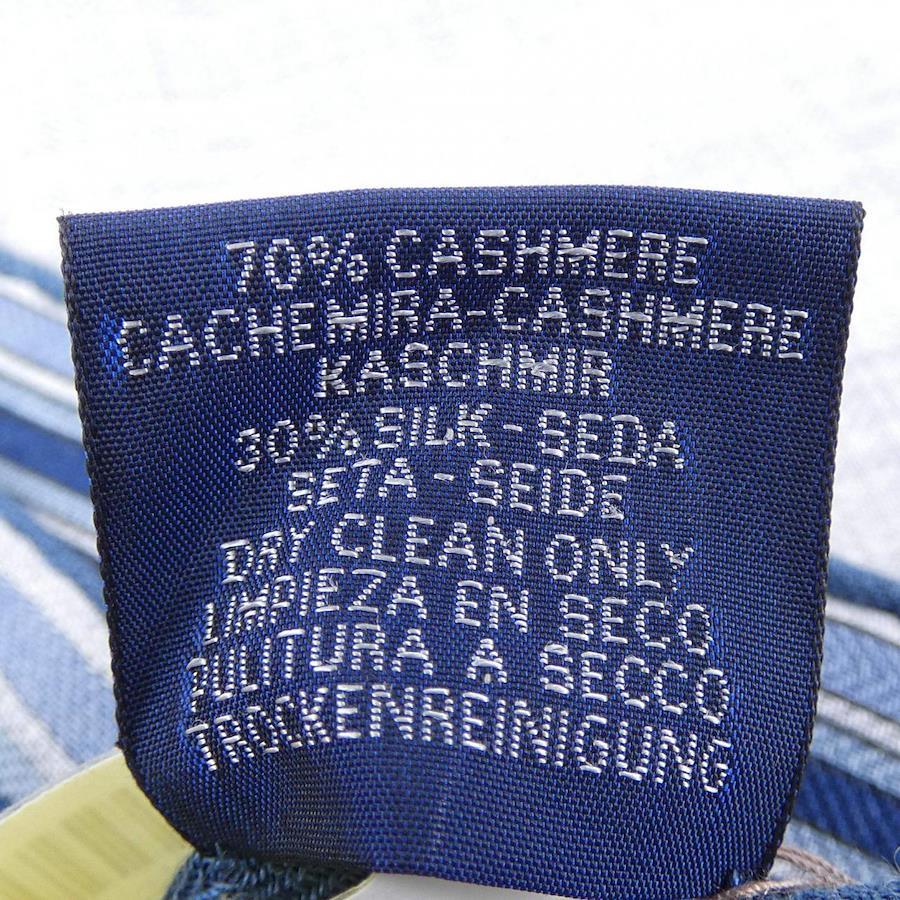 70% CASHMERE
CACHEMIRA-CASHMERE
KASCHMIR
30% SILK - SEDA
SETA - SEIDE
DRY CLEAN ONLY
LIMPIEZA EN SECO
PULITURA A SECCO
TROCKENREINIGUNG